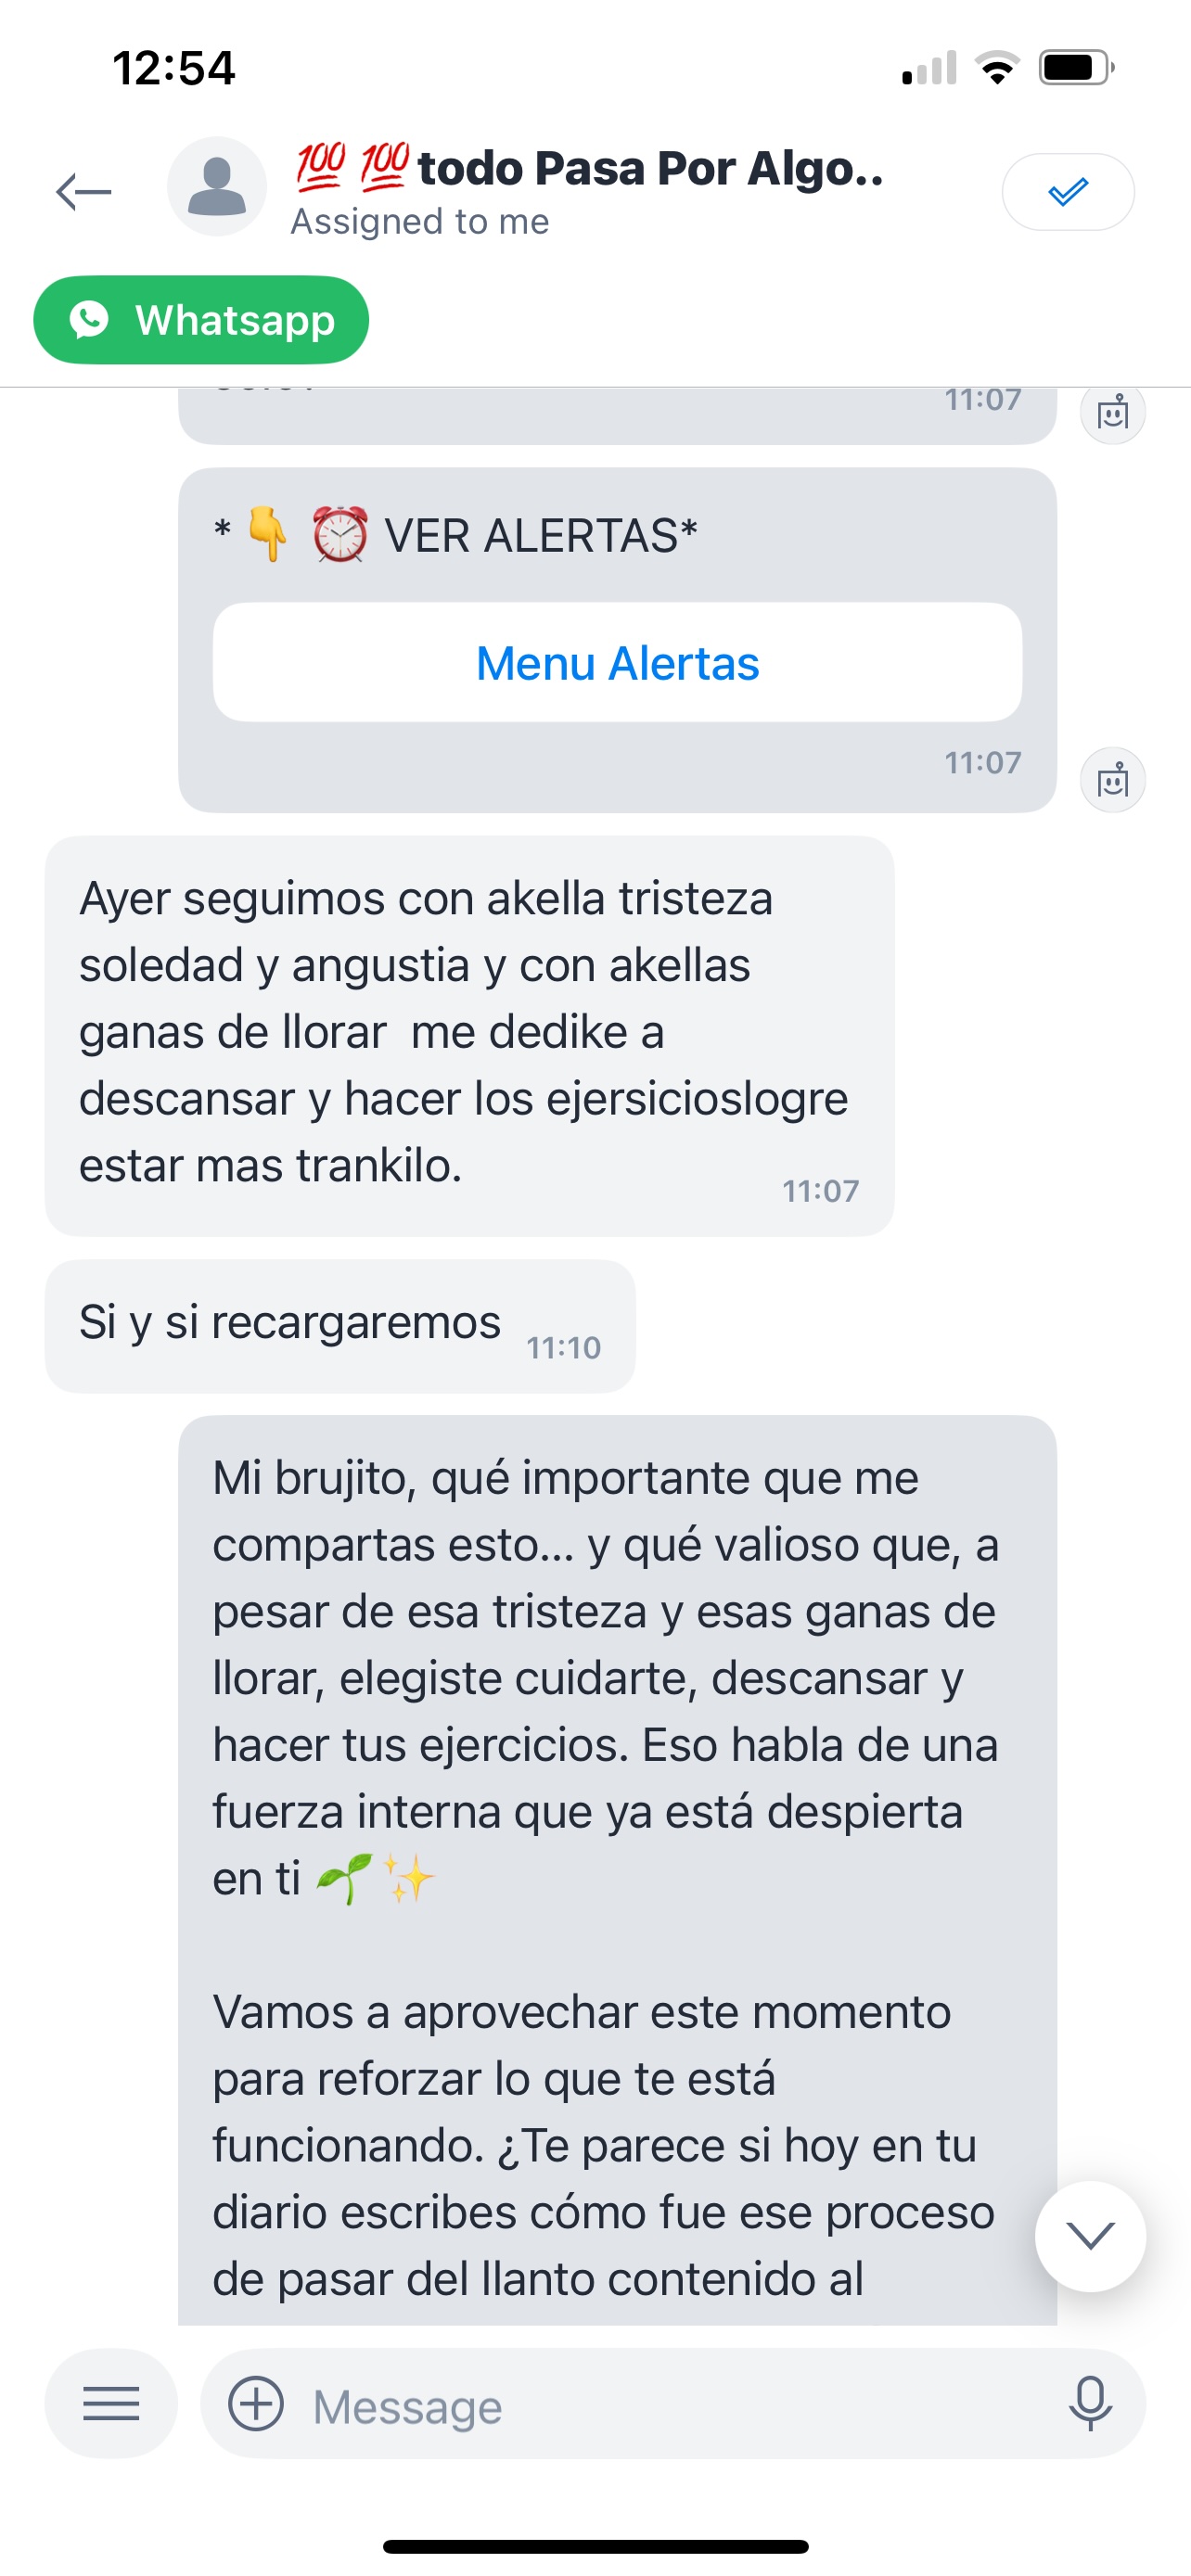 12:54
💯 💯todo Pasa Por Algo..
Assigned to me
Whatsapp
11:07
* 👇 ⏰ VER ALERTAS*
Menu Alertas
11:07
Ayer seguimos con akella tristeza
soledad y angustia y con akellas
ganas de llorar  me dedike a
descansar y hacer los ejersicioslogre
estar mas trankilo.
11:07
Si y si recargaremos
11:10
Mi brujito, qué importante que me
compartas esto... y qué valioso que, a
pesar de esa tristeza y esas ganas de
llorar, elegiste cuidarte, descansar y
hacer tus ejercicios. Eso habla de una
fuerza interna que ya está despierta
en ti 🌱✨
Vamos a aprovechar este momento
para reforzar lo que te está
funcionando. ¿Te parece si hoy en tu
diario escribes cómo fue ese proceso
de pasar del llanto contenido al
Message